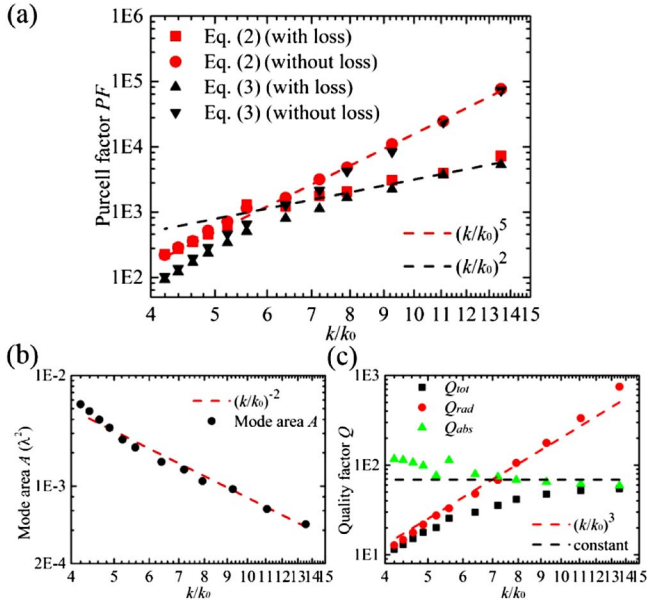 (a)
1E6
1E5
1E4
1E3
1E2
Purcell factor PF
Eq. (2) (with loss)
Eq. (2) (without loss)
Eq. (3) (with loss)
Eq. (3) (without loss)
(k/k₀)⁵
(k/k₀)²
4 5 6 7 8 9 10 11 12 13 14 15
k/k₀
(b)
1E-2
1E-3
2E-4
Mode area A (λ²)
(k/k₀)⁻²
Mode area A
4 5 6 7 8 9 10 11 12 13 14 15
k/k₀
(c)
1E3
1E2
1E1
Quality factor Q
Qtot
Qrad
Qabs
(k/k₀)³
constant
4 5 6 7 8 9 10 11 12 13 14 15
k/k₀